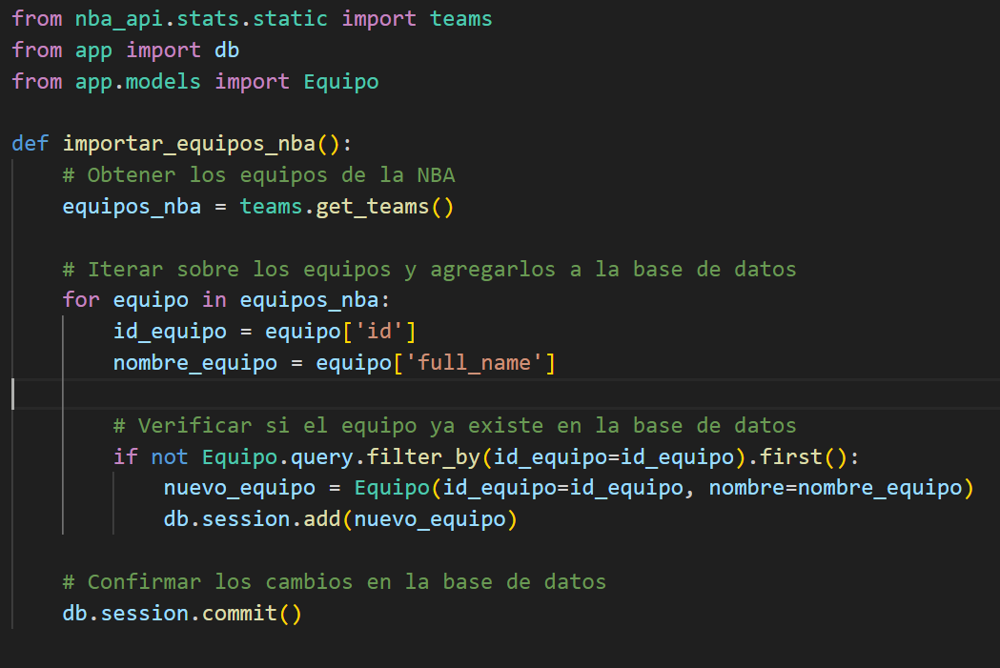 from nba_api.stats.static import teams
from app import db
from app.models import Equipo
def importar_equipos_nba():
# Obtener los equipos de la NBA
equipos_nba = teams.get_teams()
# Iterar sobre los equipos y agregarlos a la base de datos
for equipo in equipos_nba:
id_equipo = equipo['id']
nombre_equipo = equipo['full_name']
# Verificar si el equipo ya existe en la base de datos
if not Equipo.query.filter_by(id_equipo=id_equipo).first():
nuevo_equipo = Equipo(id_equipo=id_equipo, nombre=nombre_equipo)
db.session.add(nuevo_equipo)
# Confirmar los cambios en la base de datos
db.session.commit()